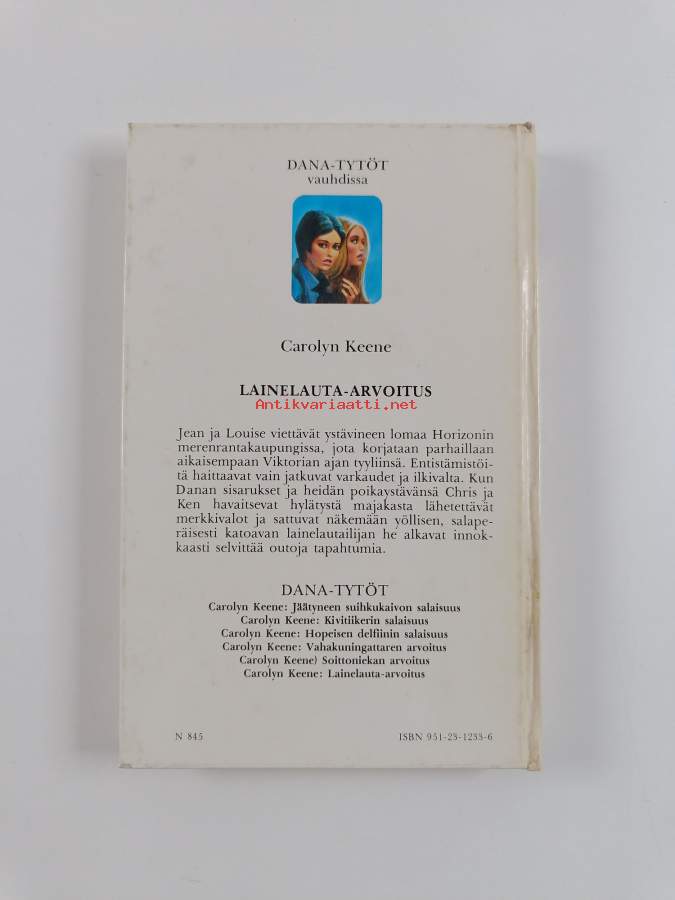 DANA-TYTÖT
vauhdissa
Carolyn Keene
LAINELAUTA-ARVOITUS
Antikvariaatti.net
Jean ja Louise viettävät ystävineen lomaa Horizonin
merenrantakaupungissa, jota korjataan parhaillaan
aikaisempaan Viktorian ajan tyyliinsä. Entistämistöi-
tä haittaavat vain jatkuvat varkaudet ja ilkivalta. Kun
Danan sisarukset ja heidän poikaystävänsä Chris ja
Ken havaitsevat hylätystä majakasta lähetettävät
merkkivalot ja sattuvat näkemään yöllisen, salape-
räisesti katoavan lainelautailijan he alkavat innok-
kaasti selvittää outoja tapahtumia.
DANA-TYTÖT
Carolyn Keene: Jäätyneen suihkukaivon salaisuus
Carolyn Keene: Kivitiikerin salaisuus
Carolyn Keene: Hopeisen delfiinin salaisuus
Carolyn Keene: Vahakuningattaren arvoitus
Carolyn Keene) Soittoniekan arvoitus
Carolyn Keene: Lainelauta-arvoitus
N 845
ISBN 951-23-1233-6